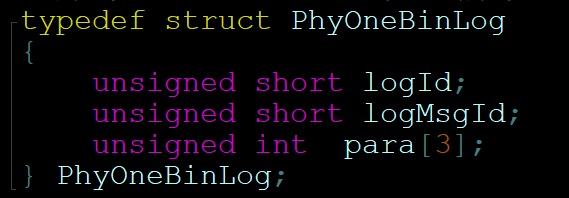 typedef struct PhyOneBinLog
{
    unsigned short logId;
    unsigned short logMsgId;
    unsigned int  para[3];
} PhyOneBinLog;